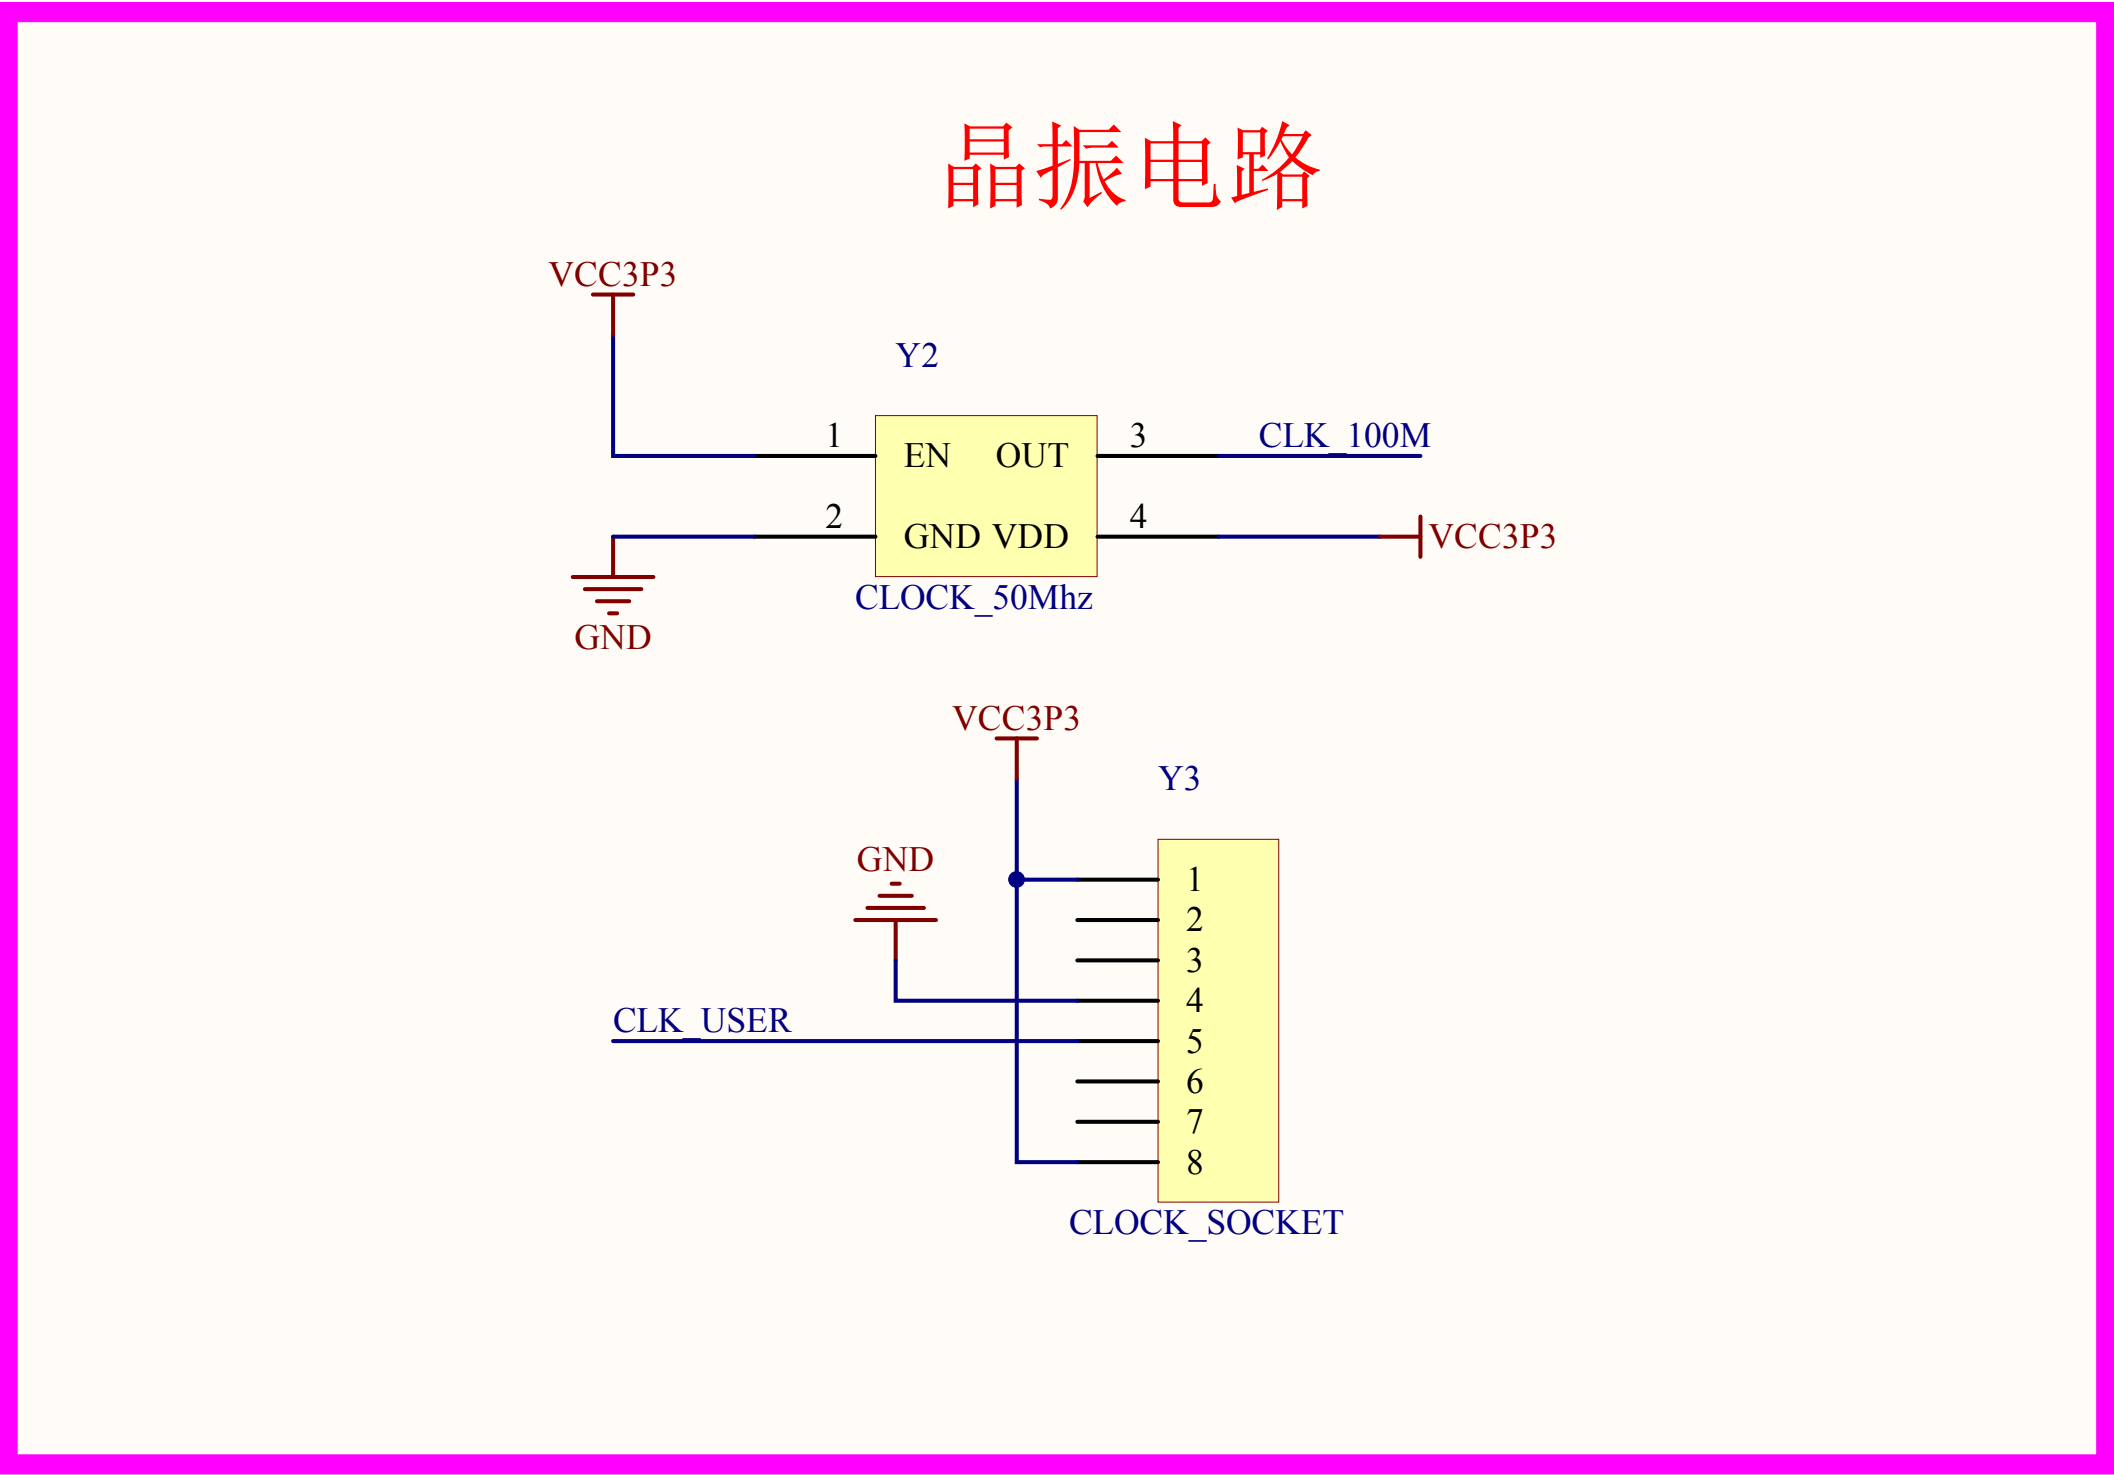 晶振电路
VCC3P3
Y2
1 EN OUT 3 CLK_100M
2 GND VDD 4 VCC3P3
CLOCK_50Mhz
GND
VCC3P3
Y3
GND
1
2
3
4
CLK_USER
5
6
7
8
CLOCK_SOCKET